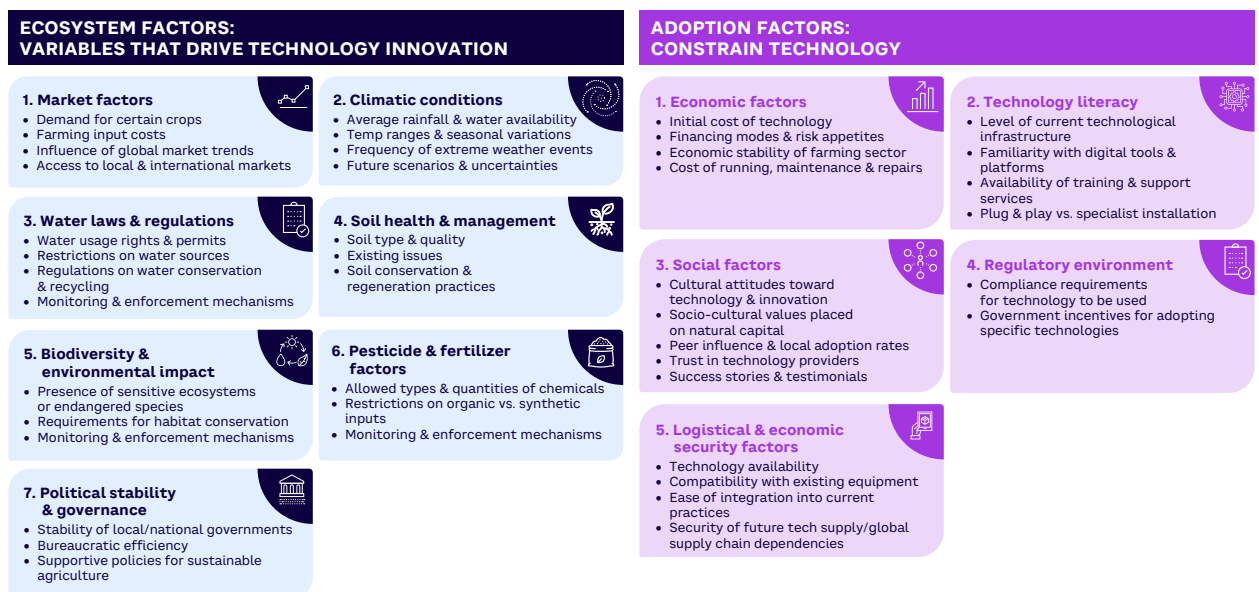 ECOSYSTEM FACTORS:
VARIABLES THAT DRIVE TECHNOLOGY INNOVATION
1. Market factors
• Demand for certain crops
• Farming input costs
• Influence of global market trends
• Access to local & international markets
2. Climatic conditions
• Average rainfall & water availability
• Temp ranges & seasonal variations
• Frequency of extreme weather events
• Future scenarios & uncertainties
3. Water laws & regulations
• Water usage rights & permits
• Restrictions on water sources
• Regulations on water conservation
& recycling
• Monitoring & enforcement mechanisms
4. Soil health & management
• Soil type & quality
• Existing issues
• Soil conservation &
regeneration practices
5. Biodiversity &
environmental impact
• Presence of sensitive ecosystems
or endangered species
• Requirements for habitat conservation
• Monitoring & enforcement mechanisms
6. Pesticide & fertilizer
factors
• Allowed types & quantities of chemicals
• Restrictions on organic vs. synthetic
inputs
• Monitoring & enforcement mechanisms
7. Political stability
& governance
• Stability of local/national governments
• Bureaucratic efficiency
• Supportive policies for sustainable
agriculture
ADOPTION FACTORS:
CONSTRAIN TECHNOLOGY
1. Economic factors
• Initial cost of technology
• Financing modes & risk appetites
• Economic stability of farming sector
• Cost of running, maintenance & repairs
2. Technology literacy
• Level of current technological
infrastructure
• Familiarity with digital tools &
platforms
• Availability of training & support
services
• Plug & play vs. specialist installation
3. Social factors
• Cultural attitudes toward
technology & innovation
• Socio-cultural values placed
on natural capital
• Peer influence & local adoption rates
• Trust in technology providers
• Success stories & testimonials
4. Regulatory environment
• Compliance requirements
for technology to be used
• Government incentives for adopting
specific technologies
5. Logistical & economic
security factors
• Technology availability
• Compatibility with existing equipment
• Ease of integration into current
practices
• Security of future tech supply/global
supply chain dependencies